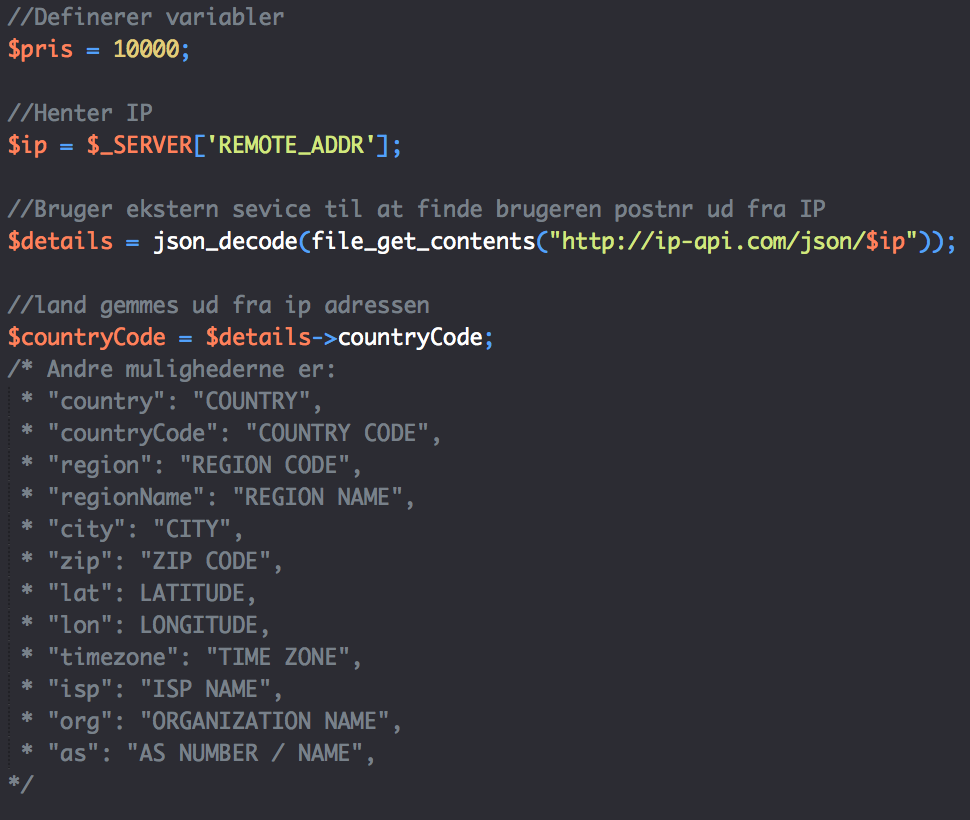 //Definerer variabler
$pris = 10000;
//Henter IP
$ip = $_SERVER['REMOTE_ADDR'];
//Bruger ekstern sevice til at finde brugeren postnr ud fra IP
$details = json_decode(file_get_contents("http://ip-api.com/json/$ip"));
//land gemmes ud fra ip adressen
$countryCode = $details->countryCode;
/* Andre mulighederne er:
* "country": "COUNTRY",
* "countryCode": "COUNTRY CODE",
* "region": "REGION CODE",
* "regionName": "REGION NAME",
* "city": "CITY",
* "zip": "ZIP CODE",
* "lat": LATITUDE,
* "lon": LONGITUDE,
* "timezone": "TIME ZONE",
* "isp": "ISP NAME",
* "org": "ORGANIZATION NAME",
* "as": "AS NUMBER / NAME",
*/